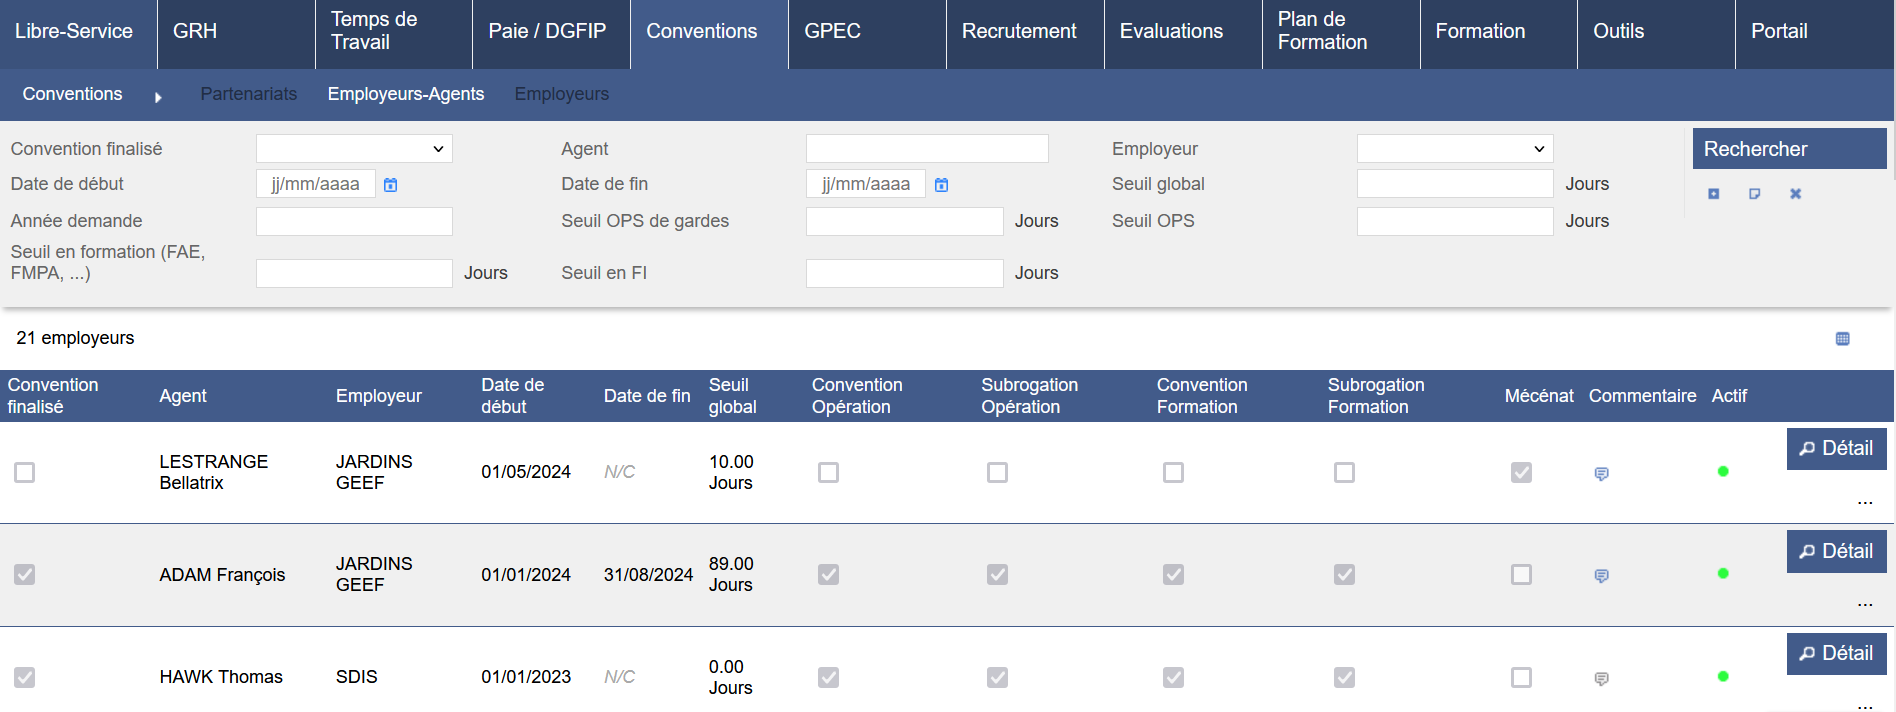 Libre-Service GRH Temps de Travail Paie / DGFIP Conventions GPEC Recrutement Evaluations Plan de Formation Formation Outils Portail
Conventions Partenariats Employeurs-Agents Employeurs
Convention finalisé Agent Employeur Rechercher
Date de début jj/mm/aaaa Date de fin jj/mm/aaaa Seuil global Jours
Année demande Seuil OPS de gardes Jours Seuil OPS Jours
Seuil en formation (FAE,
FMPA, ...) Jours Seuil en FI Jours
21 employeurs
Convention finalisé Agent Employeur Date de début Date de fin Seuil global Convention Opération Subrogation Opération Convention Formation Subrogation Formation Mécénat Commentaire Actif
LESTRANGE Bellatrix JARDINS GEEF 01/05/2024 N/C 10.00 Jours Détail
...
ADAM François JARDINS GEEF 01/01/2024 31/08/2024 89.00 Jours Détail
...
HAWK Thomas SDIS 01/01/2023 N/C 0.00 Jours Détail
...